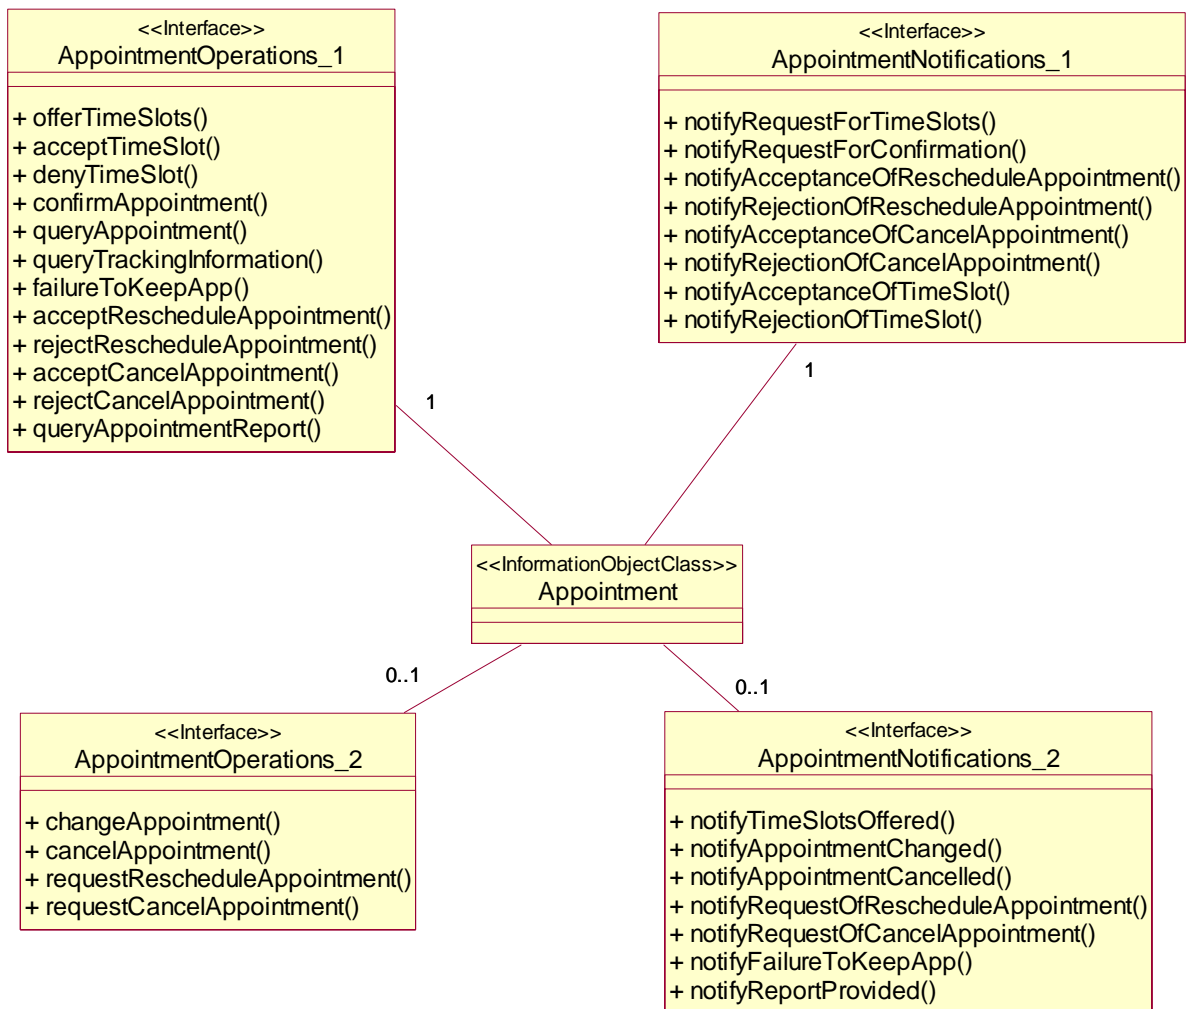 <<Interface>>
AppointmentOperations_1
+ offerTimeSlots()
+ acceptTimeSlot()
+ denyTimeSlot()
+ confirmAppointment()
+ queryAppointment()
+ queryTrackingInformation()
+ failureToKeepApp()
+ acceptRescheduleAppointment()
+ rejectRescheduleAppointment()
+ acceptCancelAppointment()
+ rejectCancelAppointment()
+ queryAppointmentReport()
<<Interface>>
AppointmentNotifications_1
+ notifyRequestForTimeSlots()
+ notifyRequestForConfirmation()
+ notifyAcceptanceOfRescheduleAppointment()
+ notifyRejectionOfRescheduleAppointment()
+ notifyAcceptanceOfCancelAppointment()
+ notifyRejectionOfCancelAppointment()
+ notifyAcceptanceOfTimeSlot()
+ notifyRejectionOfTimeSlot()
1
1
<<InformationObjectClass>>
Appointment
0..1
0..1
<<Interface>>
AppointmentOperations_2
+ changeAppointment()
+ cancelAppointment()
+ requestRescheduleAppointment()
+ requestCancelAppointment()
<<Interface>>
AppointmentNotifications_2
+ notifyTimeSlotsOffered()
+ notifyAppointmentChanged()
+ notifyAppointmentCancelled()
+ notifyRequestOfRescheduleAppointment()
+ notifyRequestOfCancelAppointment()
+ notifyFailureToKeepApp()
+ notifyReportProvided()